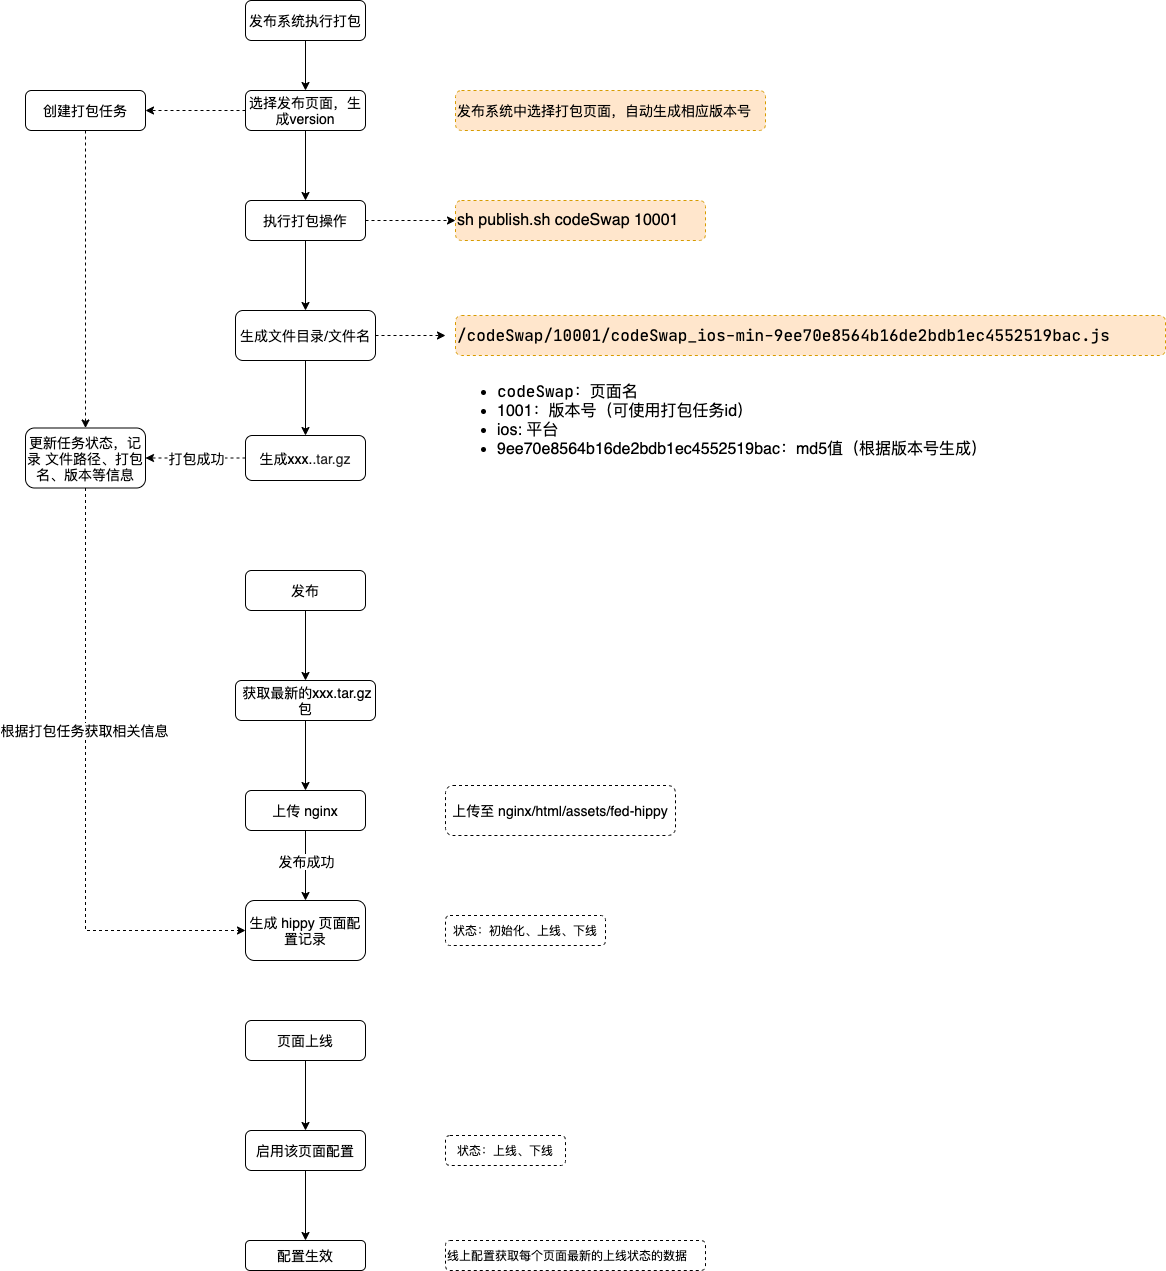 发布系统执行打包
创建打包任务
选择发布页面，生
成version
发布系统中选择打包页面，自动生成相应版本号
执行打包操作
sh publish.sh codeSwap 10001
生成文件目录/文件名
/codeSwap/10001/codeSwap_ios-min-9ee70e8564b16de2bdb1ec4552519bac.js
• codeSwap：页面名
• 1001：版本号（可使用打包任务id）
• ios: 平台
• 9ee70e8564b16de2bdb1ec4552519bac：md5值（根据版本号生成）
更新任务状态，记
录 文件路径、打包
名、版本等信息
打包成功
生成xxx..tar.gz
发布
获取最新的xxx.tar.gz
包
根据打包任务获取相关信息
上传 nginx
上传至 nginx/html/assets/fed-hippy
发布成功
生成 hippy 页面配
置记录
状态：初始化、上线、下线
页面上线
启用该页面配置
状态：上线、下线
配置生效
线上配置获取每个页面最新的上线状态的数据